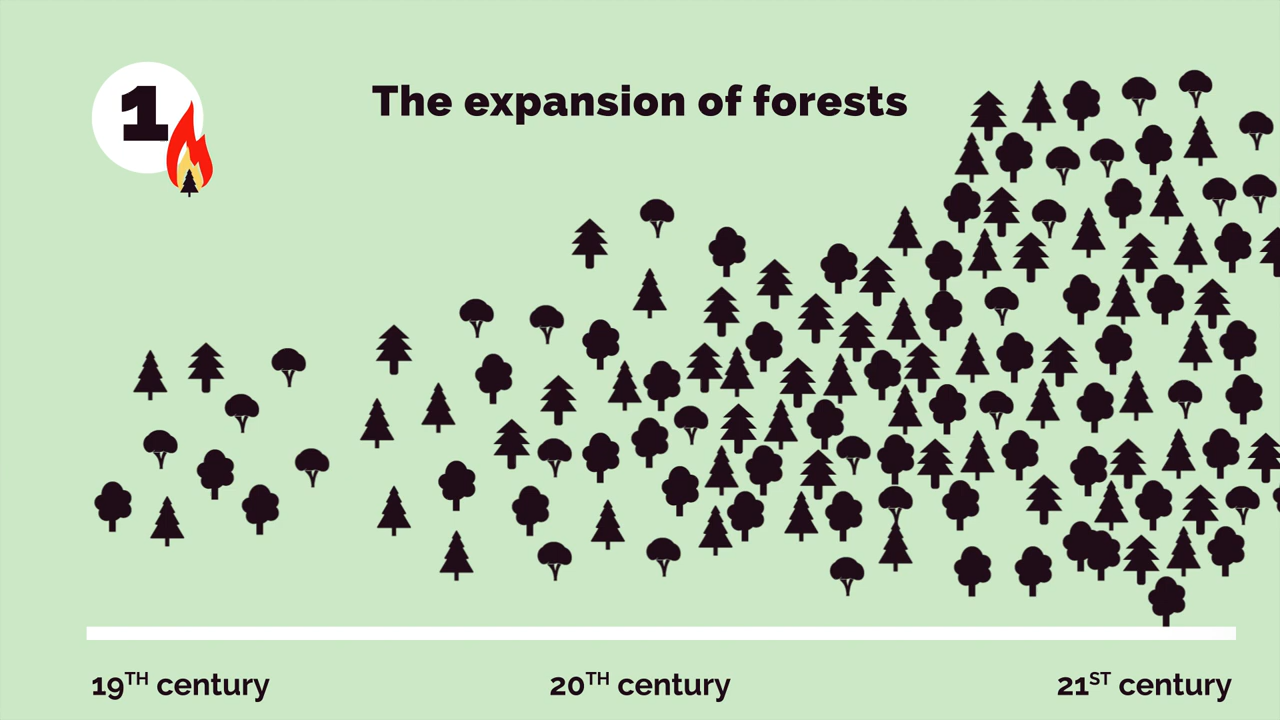 1
The expansion of forests
19TH century
20TH century
21ST century